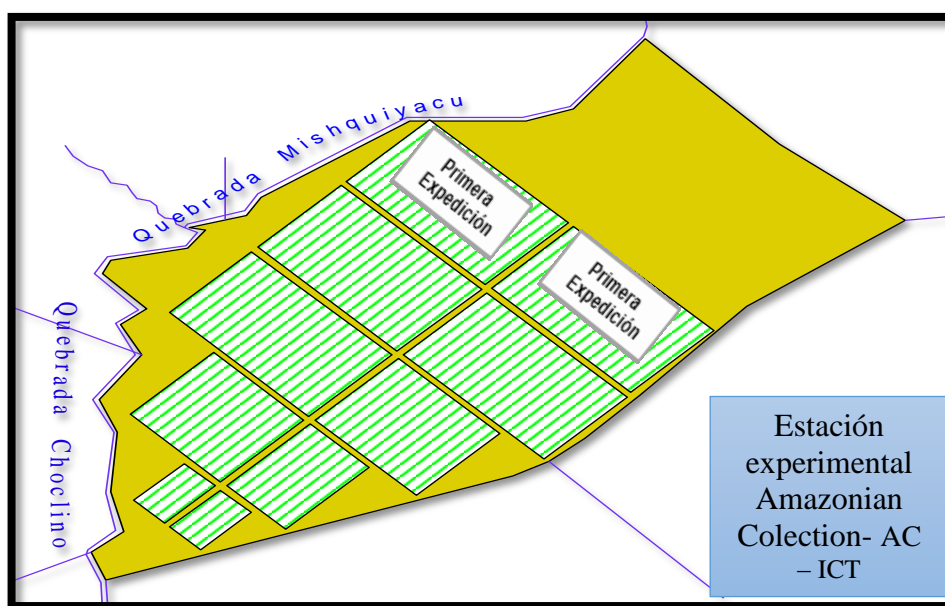 Quebrada Mishquiyacu
Primera
Expedición
Primera
Expedición
Quebrada Choclino
Estación
experimental
Amazonian
Colection- AC
– ICT